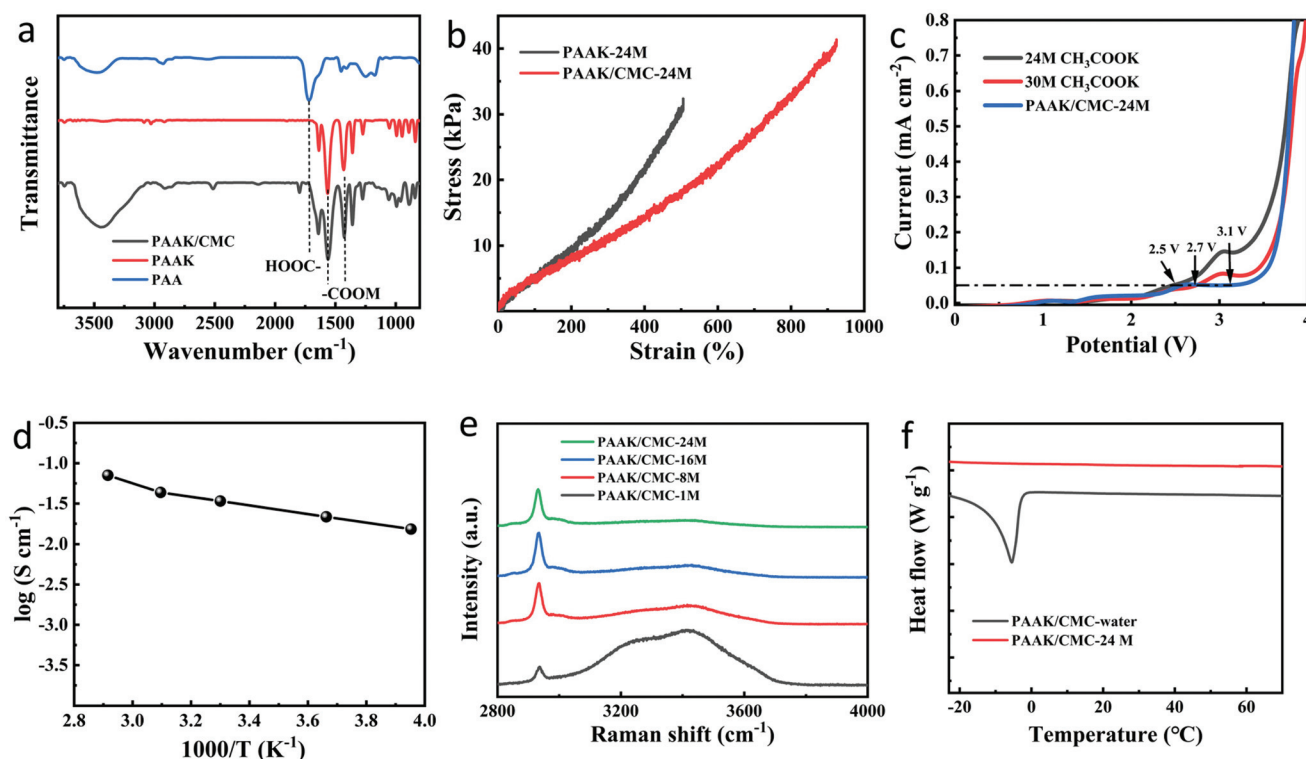 a
Transmittance
PAAK/CMC
PAAK
PAA
HOOC-
-COOM
3500 3000 2500 2000 1500 1000
Wavenumber (cm⁻¹)
b
Stress (kPa)
40
30
20
10
PAAK-24M
PAAK/CMC-24M
0 200 400 600 800 1000
Strain (%)
c
Current (mA cm⁻²)
0.8
0.7
0.6
0.5
0.4
0.3
0.2
0.1
0.0
24M CH₃COOK
30M CH₃COOK
PAAK/CMC-24M
2.5 V 2.7 V 3.1 V
0 1 2 3 4
Potential (V)
d
log (S cm⁻¹)
-0.5
-1.0
-1.5
-2.0
-2.5
-3.0
-3.5
2.8 3.0 3.2 3.4 3.6 3.8 4.0
1000/T (K⁻¹)
e
Intensity (a.u.)
PAAK/CMC-24M
PAAK/CMC-16M
PAAK/CMC-8M
PAAK/CMC-1M
2800 3200 3600 4000
Raman shift (cm⁻¹)
f
Heat flow (W g⁻¹)
PAAK/CMC-water
PAAK/CMC-24 M
-20 0 20 40 60
Temperature (°C)